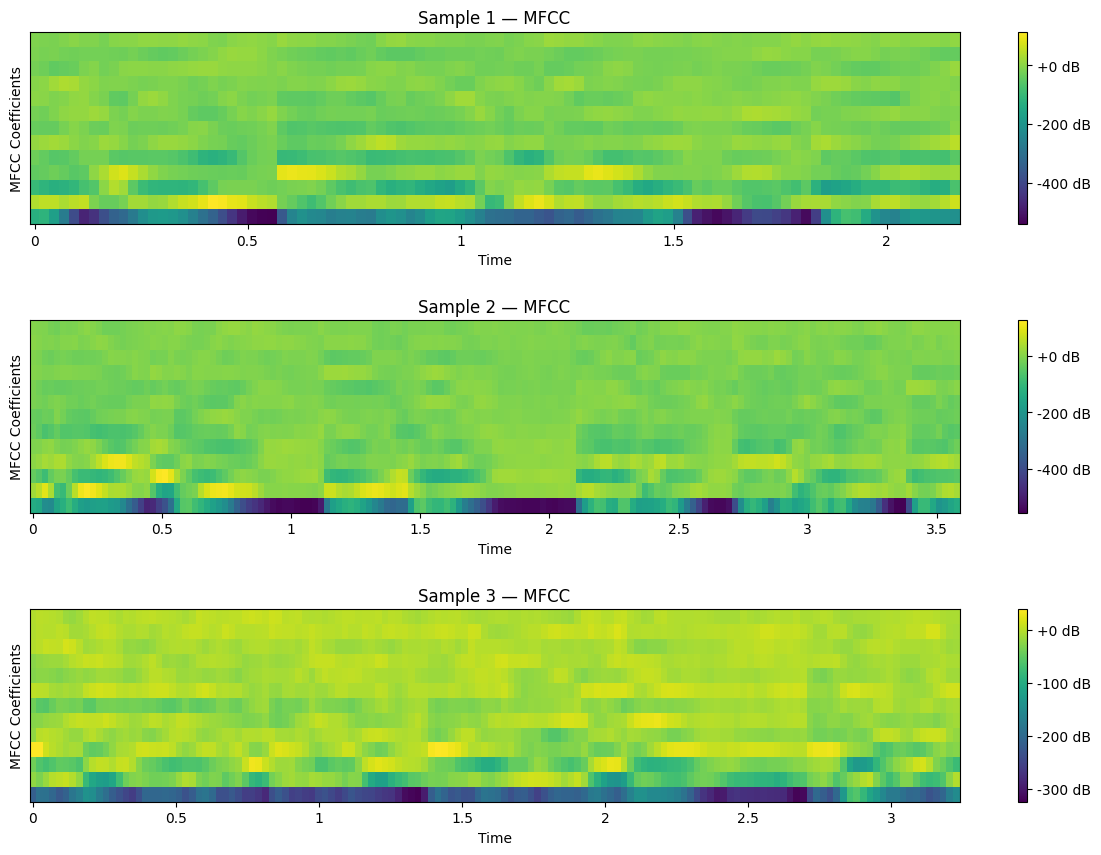 Sample 1 — MFCC
MFCC Coefficients
+0 dB
-200 dB
-400 dB
0 0.5 1 1.5 2
Time
Sample 2 — MFCC
MFCC Coefficients
+0 dB
-200 dB
-400 dB
0 0.5 1 1.5 2 2.5 3 3.5
Time
Sample 3 — MFCC
MFCC Coefficients
+0 dB
-100 dB
-200 dB
-300 dB
0 0.5 1 1.5 2 2.5 3
Time